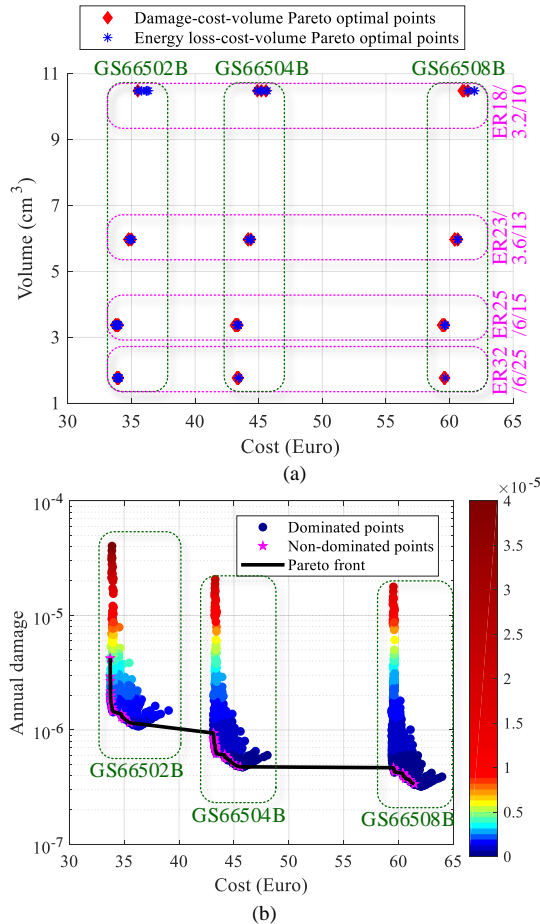 Damage-cost-volume Pareto optimal points
Energy loss-cost-volume Pareto optimal points
GS66502B
GS66504B
GS66508B
11
9
7
5
3
1
Volume (cm³)
ER18/
3.2/10
ER23/
3.6/13
ER25
/6/15
ER32
/6/25
30 35 40 45 50 55 60 65
Cost (Euro)
(a)
10⁻⁴
10⁻⁵
10⁻⁶
10⁻⁷
Annual damage
Dominated points
Non-dominated points
Pareto front
GS66502B
GS66504B
GS66508B
30 35 40 45 50 55 60 65
Cost (Euro)
×10⁻⁵
4
3.5
3
2.5
2
1.5
1
0.5
0
(b)